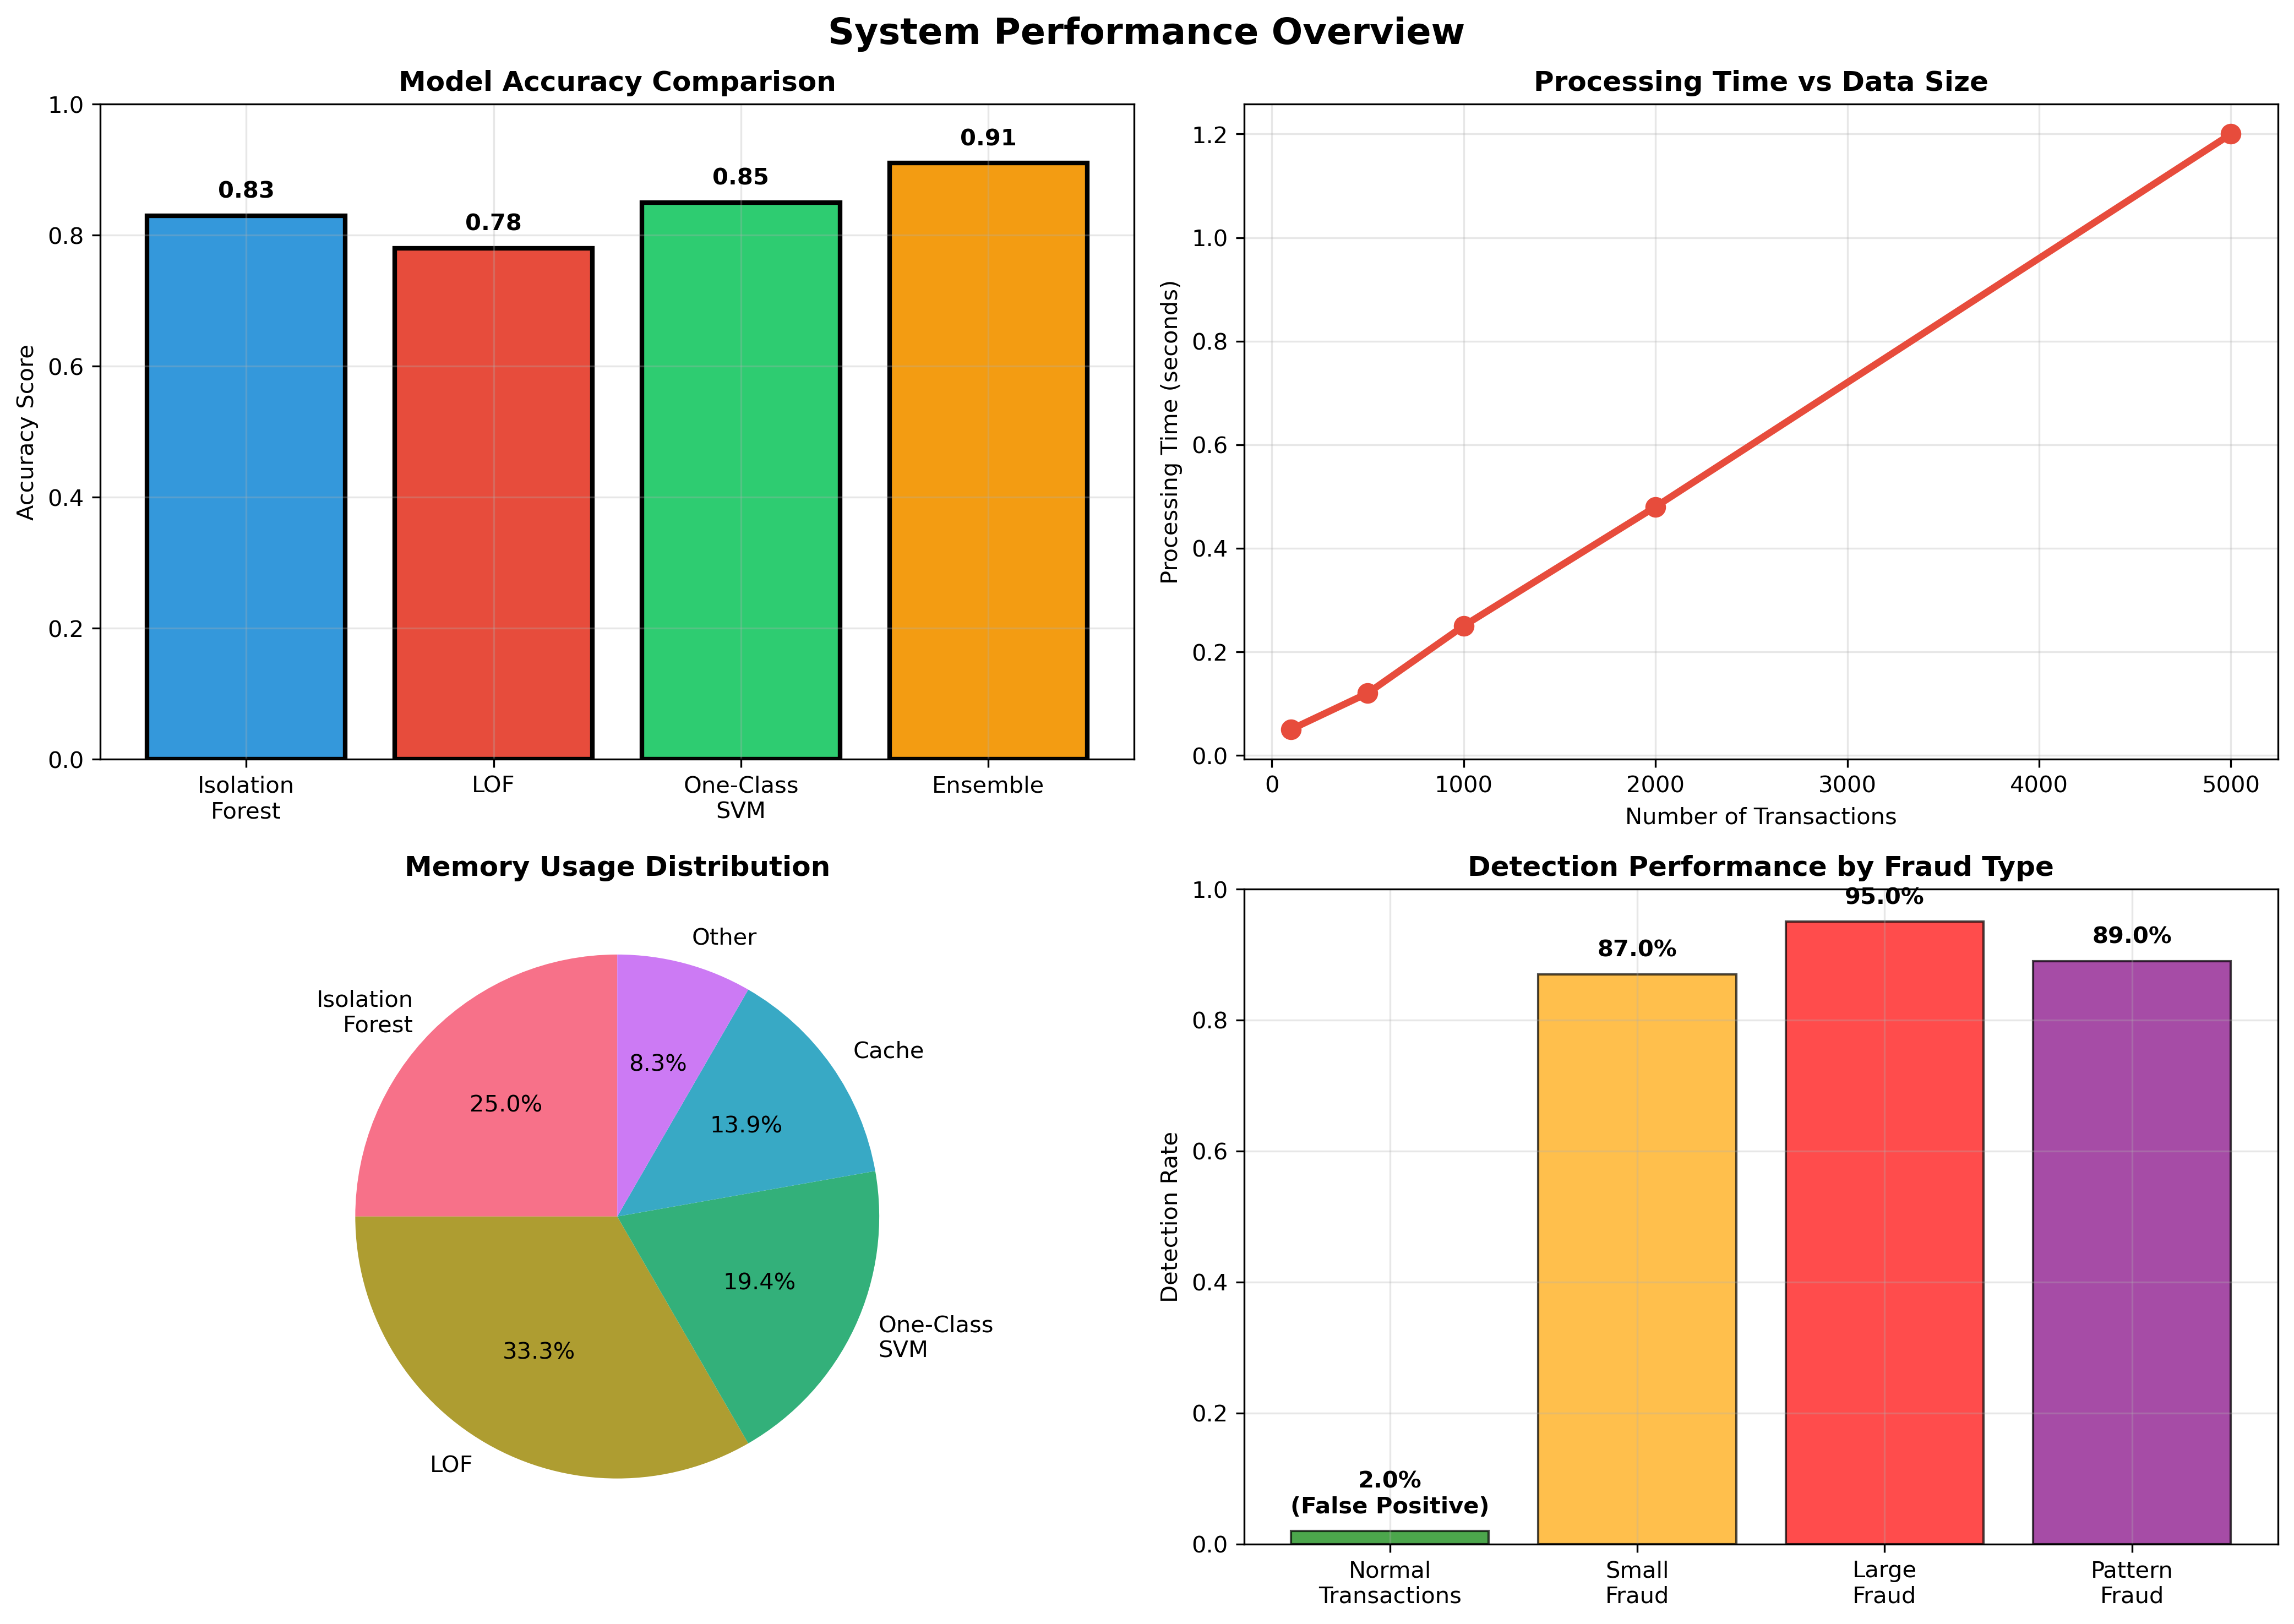 System Performance Overview
Model Accuracy Comparison
1.0
0.8
0.6
0.4
0.2
0.0
Accuracy Score
0.83
0.78
0.85
0.91
Isolation
Forest
LOF
One-Class
SVM
Ensemble
Processing Time vs Data Size
1.2
1.0
0.8
0.6
0.4
0.2
0.0
Processing Time (seconds)
0
1000
2000
3000
4000
5000
Number of Transactions
Memory Usage Distribution
Other
Isolation
Forest
Cache
8.3%
25.0%
13.9%
19.4%
One-Class
SVM
33.3%
LOF
Detection Performance by Fraud Type
1.0
0.8
0.6
0.4
0.2
0.0
Detection Rate
2.0%
(False Positive)
87.0%
95.0%
89.0%
Normal
Transactions
Small
Fraud
Large
Fraud
Pattern
Fraud